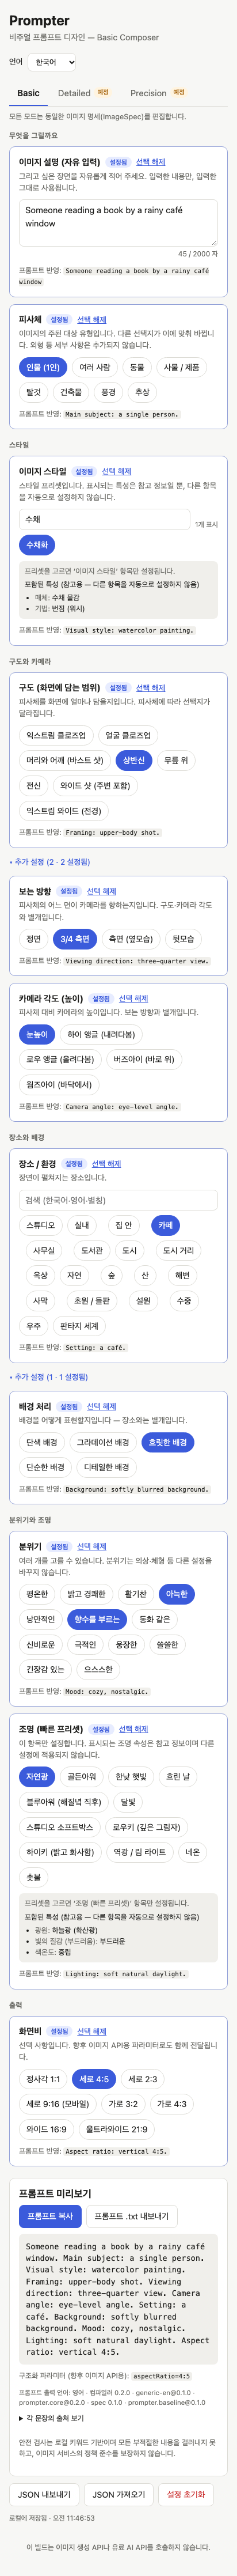 Prompter
비주얼 프롬프트 디자인 — Basic Composer
언어 한국어
Basic Detailed 예정 Precision 예정
모든 모드는 동일한 이미지 명세(ImageSpec)를 편집합니다.
무엇을 그릴까요
이미지 설명 (자유 입력) 설정됨 선택 해제
그리고 싶은 장면을 자유롭게 적어 주세요. 입력한 내용만, 입력한
그대로 사용됩니다.
Someone reading a book by a rainy café
window
45 / 2000 자
프롬프트 반영: Someone reading a book by a rainy café
window
피사체 설정됨 선택 해제
이미지의 주된 대상 유형입니다. 다른 선택지가 이에 맞춰 바뀝니
다. 외형 등 세부 사항은 추가되지 않습니다.
인물 (1인) 여러 사람 동물 사물 / 제품
탈것 건축물 풍경 추상
프롬프트 반영: Main subject: a single person.
스타일
이미지 스타일 설정됨 선택 해제
스타일 프리셋입니다. 표시되는 특성은 참고 정보일 뿐, 다른 항목
을 자동으로 설정하지 않습니다.
수채 1개 표시
수채화
프리셋을 고르면 ‘이미지 스타일’ 항목만 설정됩니다.
포함된 특성 (참고용 — 다른 항목을 자동으로 설정하지 않음)
• 매체: 수채 물감
• 기법: 번짐 (워시)
프롬프트 반영: Visual style: watercolor painting.
구도와 카메라
구도 (화면에 담는 범위) 설정됨 선택 해제
피사체를 화면에 얼마나 담을지입니다. 피사체에 따라 선택지가
달라집니다.
익스트림 클로즈업 얼굴 클로즈업
머리와 어깨 (바스트 샷) 상반신 무릎 위
전신 와이드 샷 (주변 포함)
익스트림 와이드 (전경)
프롬프트 반영: Framing: upper-body shot.
추가 설정 (2 · 2 설정됨)
보는 방향 설정됨 선택 해제
피사체의 어느 면이 카메라를 향하는지입니다. 구도·카메라 각도
와 별개입니다.
정면 3/4 측면 측면 (옆모습) 뒷모습
프롬프트 반영: Viewing direction: three-quarter view.
카메라 각도 (높이) 설정됨 선택 해제
피사체 대비 카메라의 높이입니다. 보는 방향과 별개입니다.
눈높이 하이 앵글 (내려다봄)
로우 앵글 (올려다봄) 버즈아이 (바로 위)
웜즈아이 (바닥에서)
프롬프트 반영: Camera angle: eye-level angle.
장소와 배경
장소 / 환경 설정됨 선택 해제
장면이 펼쳐지는 장소입니다.
검색 (한국어·영어·별칭)
스튜디오 실내 집 안 카페
사무실 도서관 도시 도시 거리
옥상 자연 숲 산 해변
사막 초원 / 들판 설원 수중
우주 판타지 세계
프롬프트 반영: Setting: a café.
추가 설정 (1 · 1 설정됨)
배경 처리 설정됨 선택 해제
배경을 어떻게 표현할지입니다 — 장소와는 별개입니다.
단색 배경 그라데이션 배경 흐릿한 배경
단순한 배경 디테일한 배경
프롬프트 반영: Background: softly blurred background.
분위기와 조명
분위기 설정됨 선택 해제
여러 개를 고를 수 있습니다. 분위기는 의상·체형 등 다른 설정을
바꾸지 않습니다.
평온한 밝고 경쾌한 활기찬 아늑한
낭만적인 향수를 부르는 동화 같은
신비로운 극적인 웅장한 쓸쓸한
긴장감 있는 으스스한
프롬프트 반영: Mood: cozy, nostalgic.
조명 (빠른 프리셋) 설정됨 선택 해제
이 항목만 설정합니다. 표시되는 조명 속성은 참고 정보이며 다른
설정에 적용되지 않습니다.
자연광 골든아워 한낮 햇빛 흐린 날
블루아워 (해질녘 직후) 달빛
스튜디오 소프트박스 로우키 (깊은 그림자)
하이키 (밝고 화사함) 역광 / 림 라이트 네온
촛불
프리셋을 고르면 ‘조명 (빠른 프리셋)’ 항목만 설정됩니다.
포함된 특성 (참고용 — 다른 항목을 자동으로 설정하지 않음)
• 광원: 하늘광 (확산광)
• 빛의 질감 (부드러움): 부드러운
• 색온도: 중립
프롬프트 반영: Lighting: soft natural daylight.
출력
화면비 설정됨 선택 해제
선택 사항입니다. 향후 이미지 API용 파라미터로도 함께 전달됩니
다.
정사각 1:1 세로 4:5 세로 2:3
세로 9:16 (모바일) 가로 3:2 가로 4:3
와이드 16:9 울트라와이드 21:9
프롬프트 반영: Aspect ratio: vertical 4:5.
프롬프트 미리보기
프롬프트 복사 프롬프트 .txt 내보내기
Someone reading a book by a rainy café
window. Main subject: a single person.
Visual style: watercolor painting.
Framing: upper-body shot. Viewing
direction: three-quarter view. Camera
angle: eye-level angle. Setting: a
café. Background: softly blurred
background. Mood: cozy, nostalgic.
Lighting: soft natural daylight. Aspect
ratio: vertical 4:5.
구조화 파라미터 (향후 이미지 API용): aspectRatio=4:5
프롬프트 출력 언어: 영어 · 컴파일러 0.2.0 · generic-en@0.1.0 ·
prompter.core@0.2.0 · spec 0.1.0 · prompter.baseline@0.1.0
▶ 각 문장의 출처 보기
안전 검사는 로컬 키워드 기반이며 모든 부적절한 내용을 걸러내지 못
하고, 이미지 서비스의 정책 준수를 보장하지 않습니다.
JSON 내보내기 JSON 가져오기 설정 초기화
로컬에 저장됨 · 오전 11:46:53
이 빌드는 이미지 생성 API나 유료 AI API를 호출하지 않습니다.